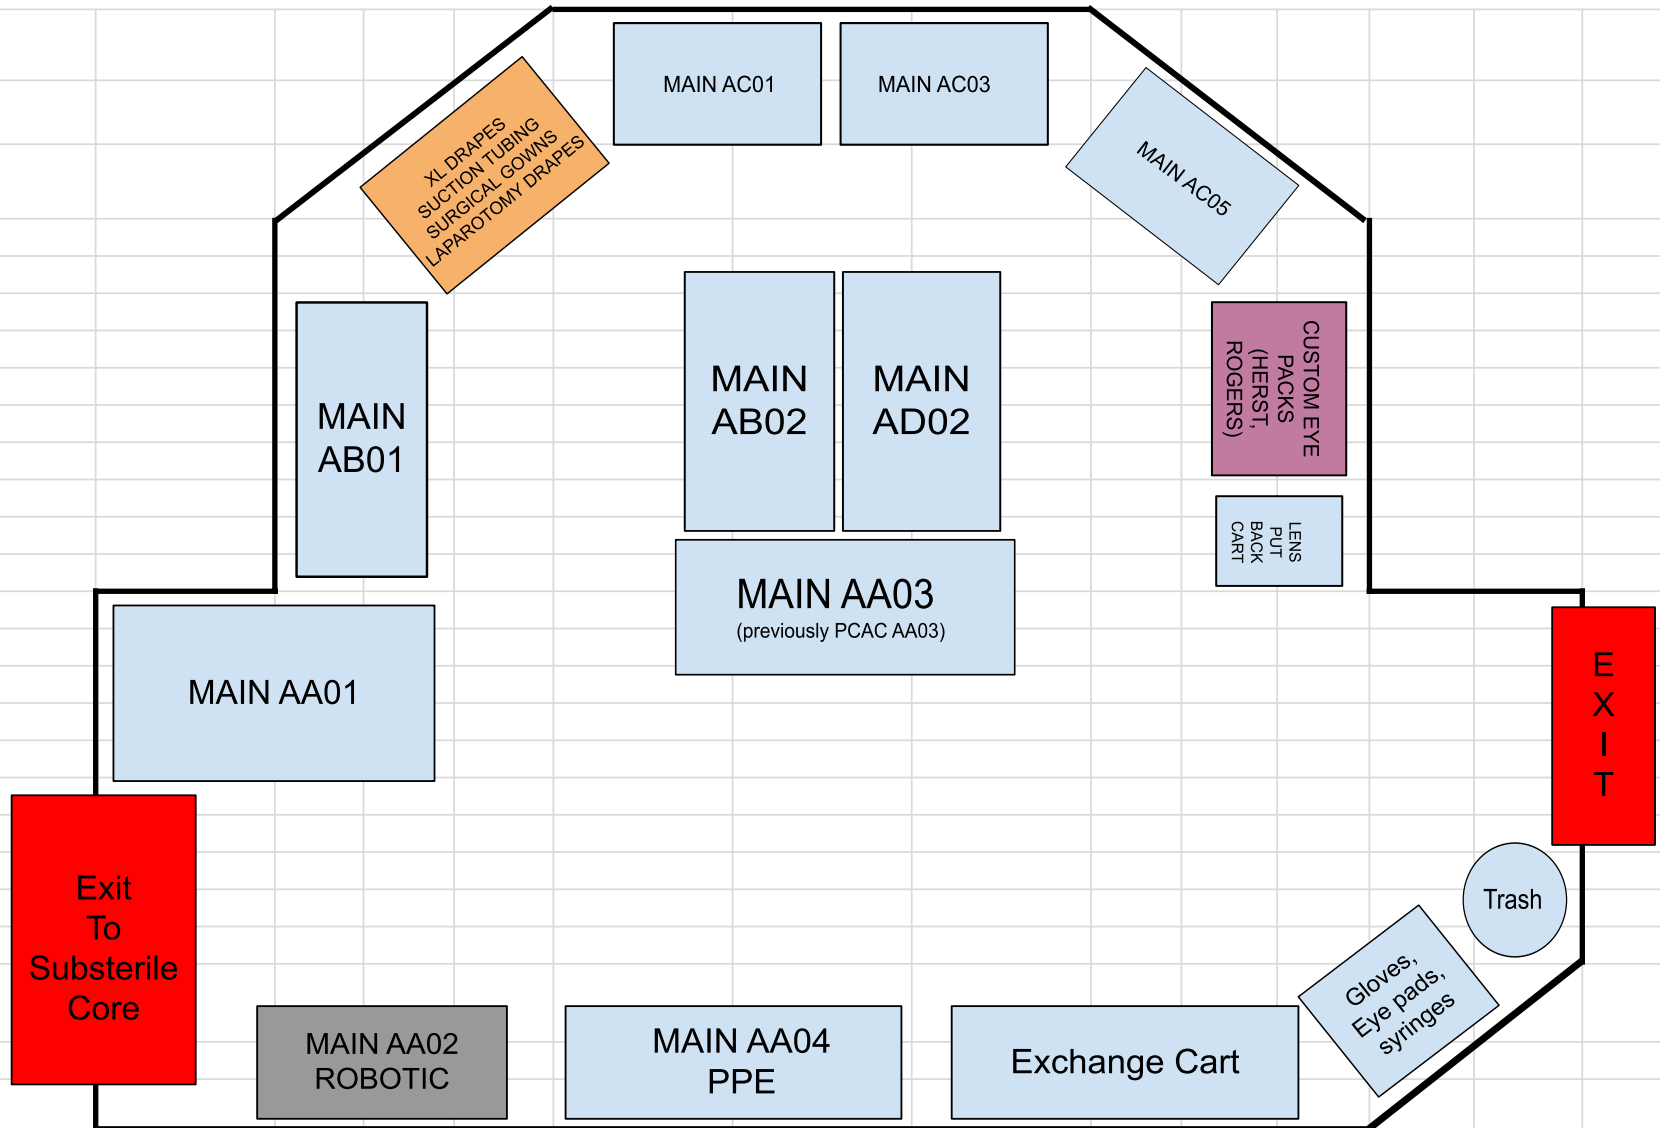 MAIN AC01
MAIN AC03
XL DRAPES
SUCTION TUBING
SURGICAL GOWNS
LAPAROTOMY DRAPES
MAIN AC05
MAIN
AB01
MAIN
AB02
MAIN
AD02
CUSTOM EYE
PACKS
(HERST,
ROGERS)
LENS
PUT
BACK
CART
MAIN AA03
(previously PCAC AA03)
MAIN AA01
E
X
I
T
Exit
To
Substerile
Core
Trash
Gloves,
Eye pads,
syringes
MAIN AA02
ROBOTIC
MAIN AA04
PPE
Exchange Cart